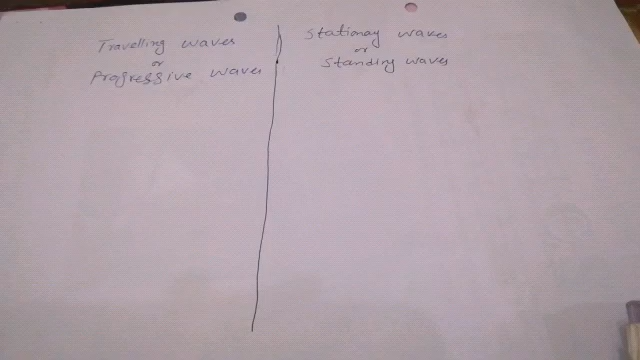 Travelling waves
or
Progressive waves
Stationay waves
or
Standing waves